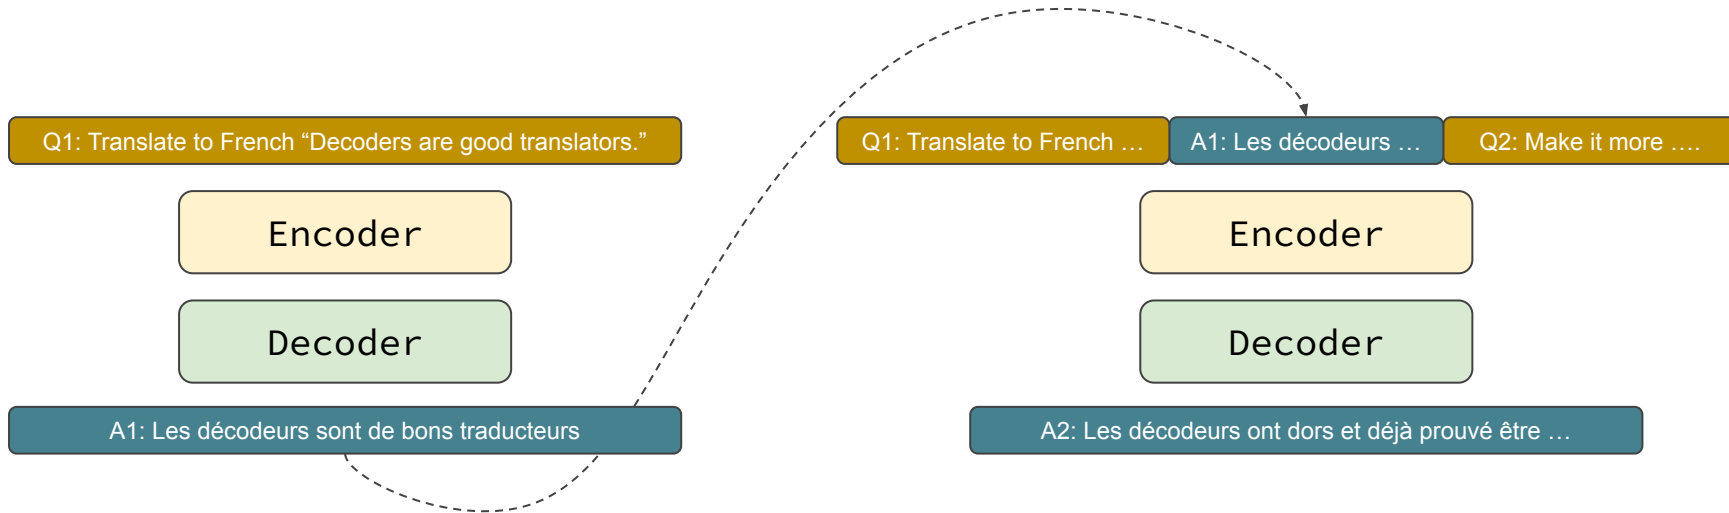 Q1: Translate to French “Decoders are good translators.”
Encoder
Decoder
A1: Les décodeurs sont de bons traducteurs
Q1: Translate to French …
A1: Les décodeurs …
Q2: Make it more ….
Encoder
Decoder
A2: Les décodeurs ont dors et déjà prouvé être …